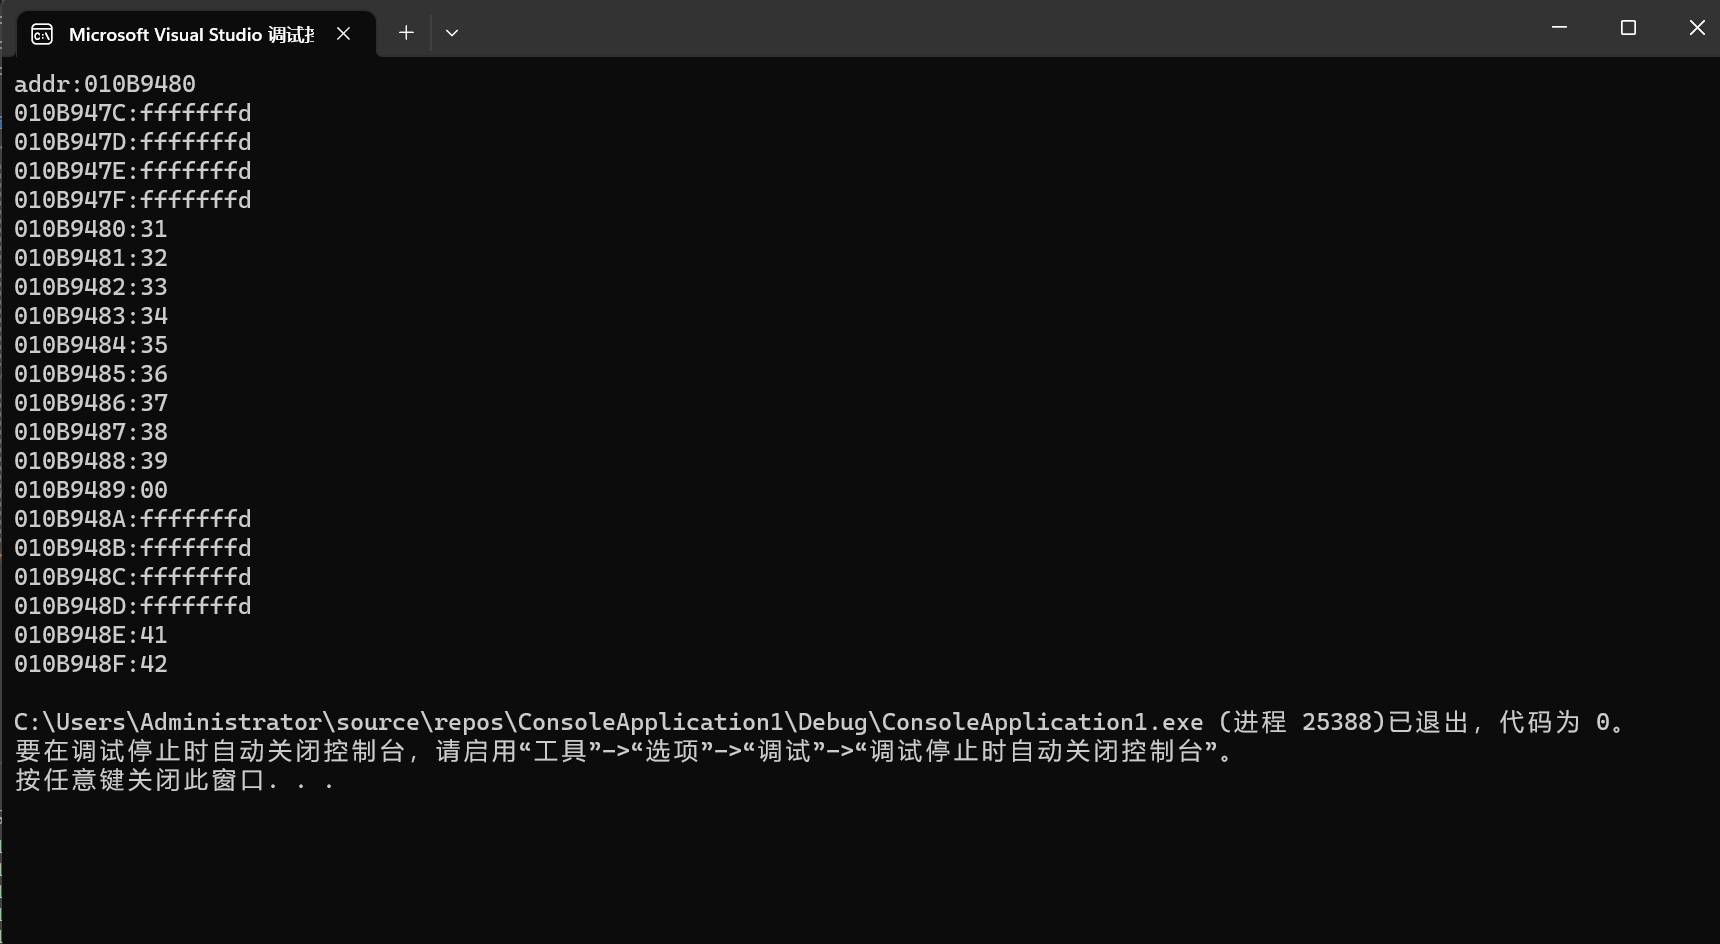 Microsoft Visual Studio 调试
addr:010B9480
010B947C:fffffffd
010B947D:fffffffd
010B947E:fffffffd
010B947F:fffffffd
010B9480:31
010B9481:32
010B9482:33
010B9483:34
010B9484:35
010B9485:36
010B9486:37
010B9487:38
010B9488:39
010B9489:00
010B948A:fffffffd
010B948B:fffffffd
010B948C:fffffffd
010B948D:fffffffd
010B948E:41
010B948F:42
C:\Users\Administrator\source\repos\ConsoleApplication1\Debug\ConsoleApplication1.exe (进程 25388)已退出，代码为 0。
要在调试停止时自动关闭控制台，请启用“工具”->“选项”->“调试”->“调试停止时自动关闭控制台”。
按任意键关闭此窗口. . .